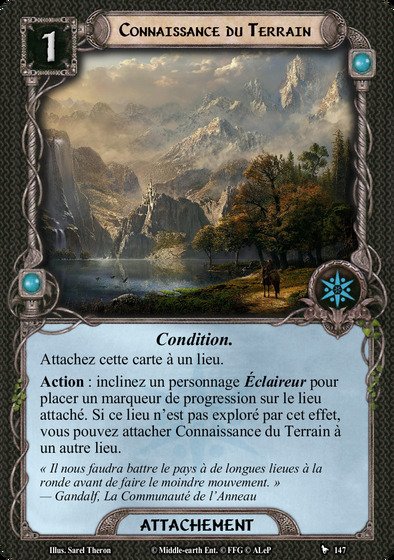 1
Connaissance du Terrain
Condition.
Attachez cette carte à un lieu.
Action : inclinez un personnage Éclaireur pour
placer un marqueur de progression sur le lieu
attaché. Si ce lieu n’est pas exploré par cet effet,
vous pouvez attacher Connaissance du Terrain à
un autre lieu.
« Il nous faudra battre le pays à de longues lieues à la
ronde avant de faire le moindre mouvement. »
— Gandalf, La Communauté de l’Anneau
Attachement
Illus. Sarel Theron © Middle-earth Ent. © FFG © ALeP 147